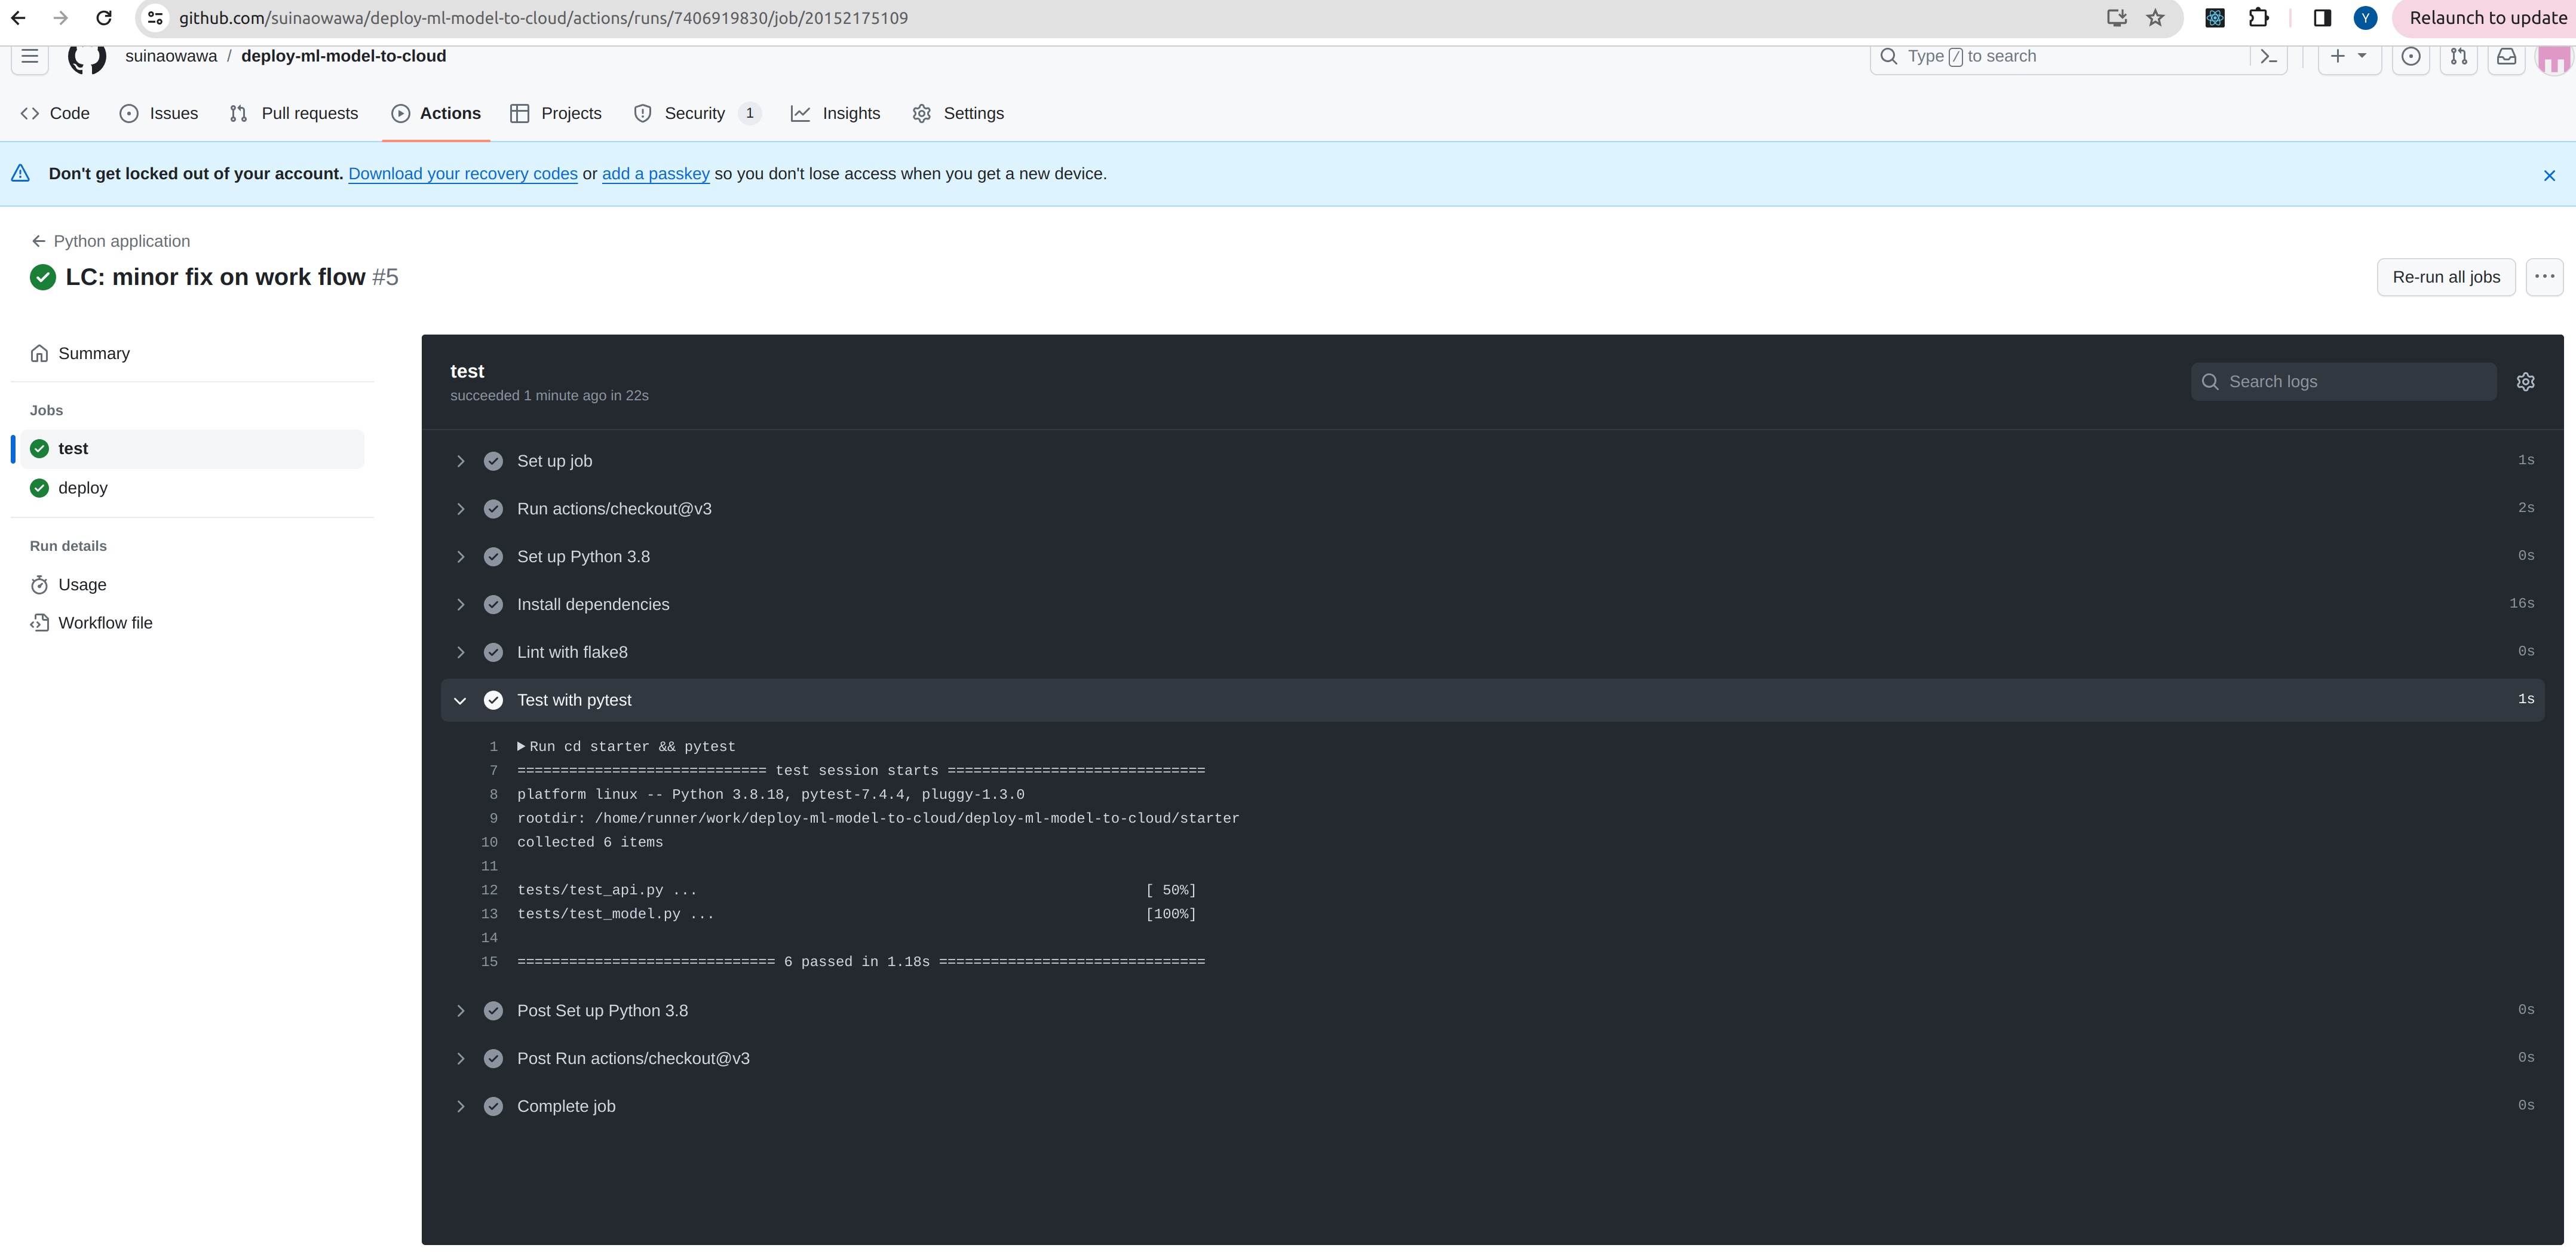 github.com/suinaowawa/deploy-ml-model-to-cloud/actions/runs/7406919830/job/20152175109
Y
Relaunch to update
suinaowawa / deploy-ml-model-to-cloud
Type / to search
Code
Issues
Pull requests
Actions
Projects
Security 1
Insights
Settings
Don't get locked out of your account. Download your recovery codes or add a passkey so you don't lose access when you get a new device.
Python application
LC: minor fix on work flow #5
Re-run all jobs
Summary
Jobs
test
deploy
Run details
Usage
Workflow file
test
succeeded 1 minute ago in 22s
Search logs
Set up job 1s
Run actions/checkout@v3 2s
Set up Python 3.8 0s
Install dependencies 16s
Lint with flake8 0s
Test with pytest 1s
1 Run cd starter && pytest
7 ============================= test session starts ==============================
8 platform linux -- Python 3.8.18, pytest-7.4.4, pluggy-1.3.0
9 rootdir: /home/runner/work/deploy-ml-model-to-cloud/deploy-ml-model-to-cloud/starter
10 collected 6 items
11
12 tests/test_api.py ... [ 50%]
13 tests/test_model.py ... [100%]
14
15 ============================== 6 passed in 1.18s ===============================
Post Set up Python 3.8 0s
Post Run actions/checkout@v3 0s
Complete job 0s